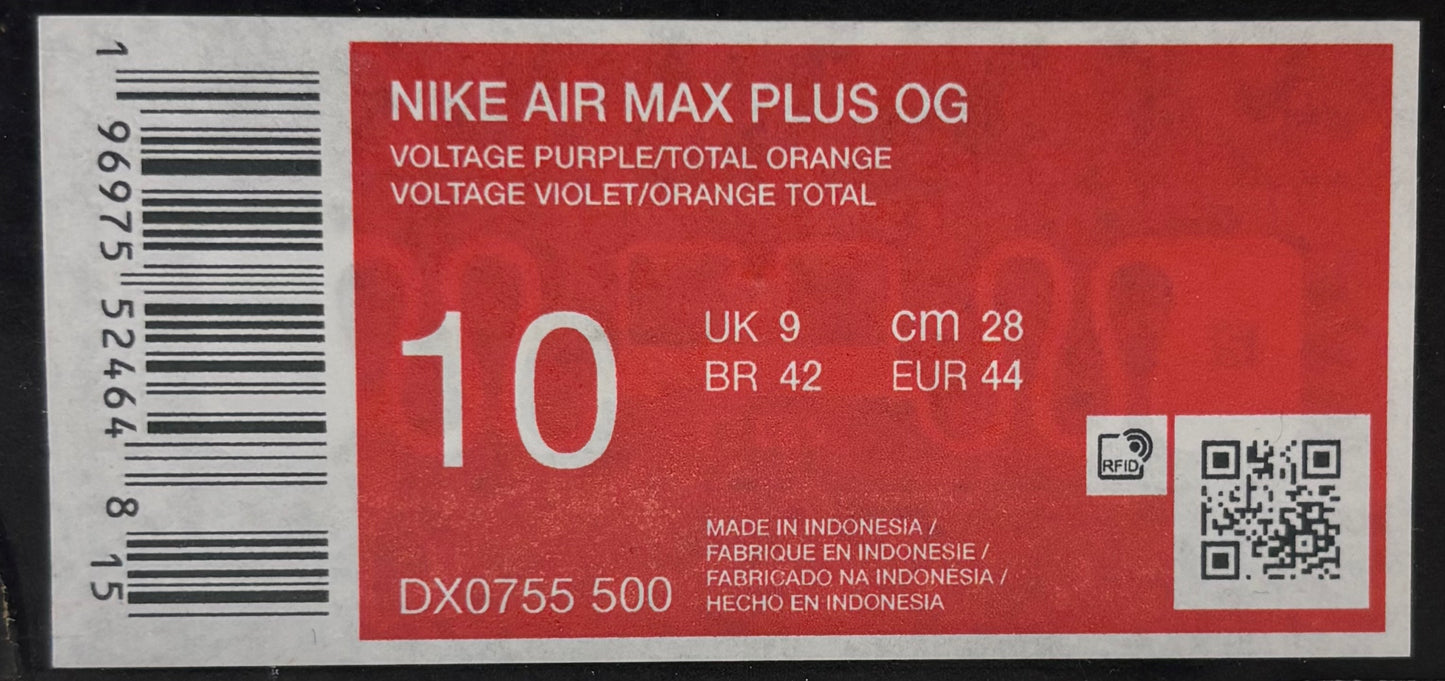 1 96975 52464 8 15
NIKE AIR MAX PLUS OG
VOLTAGE PURPLE/TOTAL ORANGE
VOLTAGE VIOLET/ORANGE TOTAL
10
UK 9 cm 28
BR 42 EUR 44
RFID
MADE IN INDONESIA /
FABRIQUE EN INDONESIE /
FABRICADO NA INDONÉSIA /
HECHO EN INDONESIA
DX0755 500